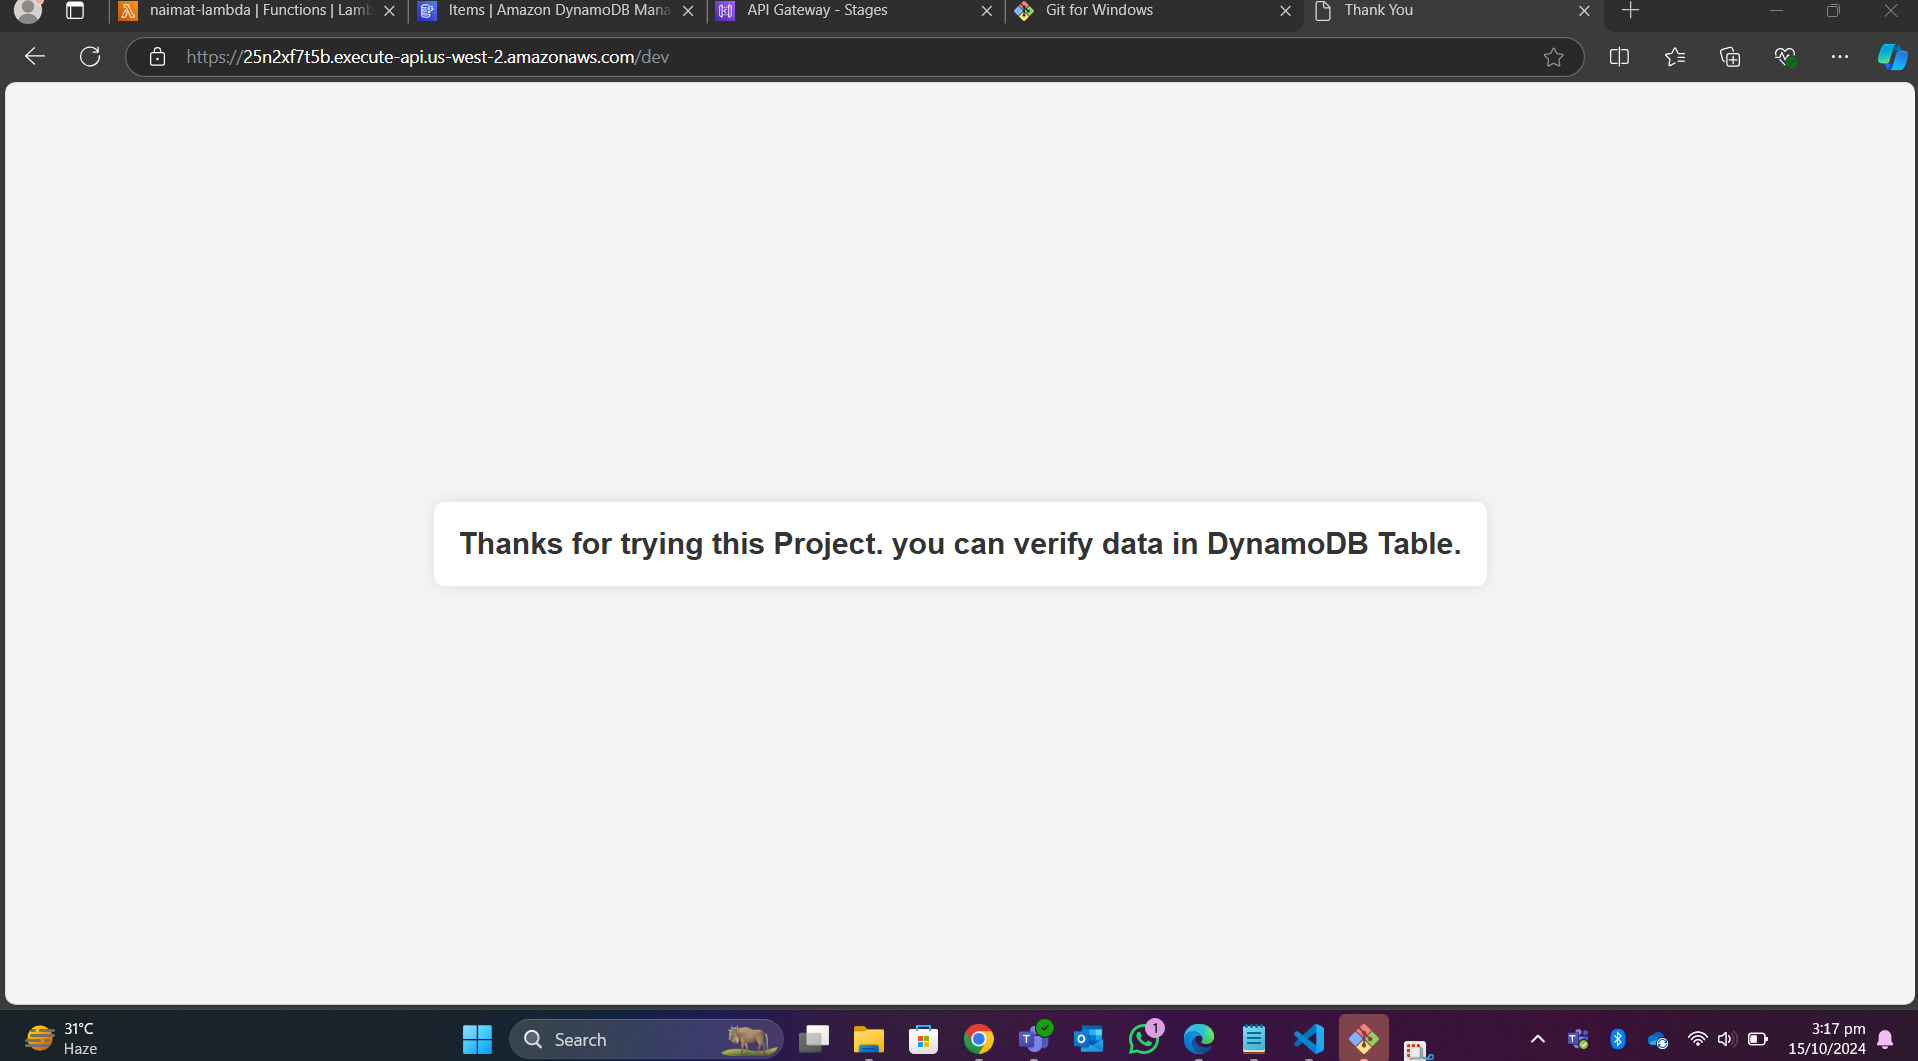 naimat-lambda | Functions | Lamb
Items | Amazon DynamoDB Mana
API Gateway - Stages
Git for Windows
Thank You
https://25n2xf7t5b.execute-api.us-west-2.amazonaws.com/dev
Thanks for trying this Project. you can verify data in DynamoDB Table.
31°C
Haze
Search
1
3:17 pm
15/10/2024